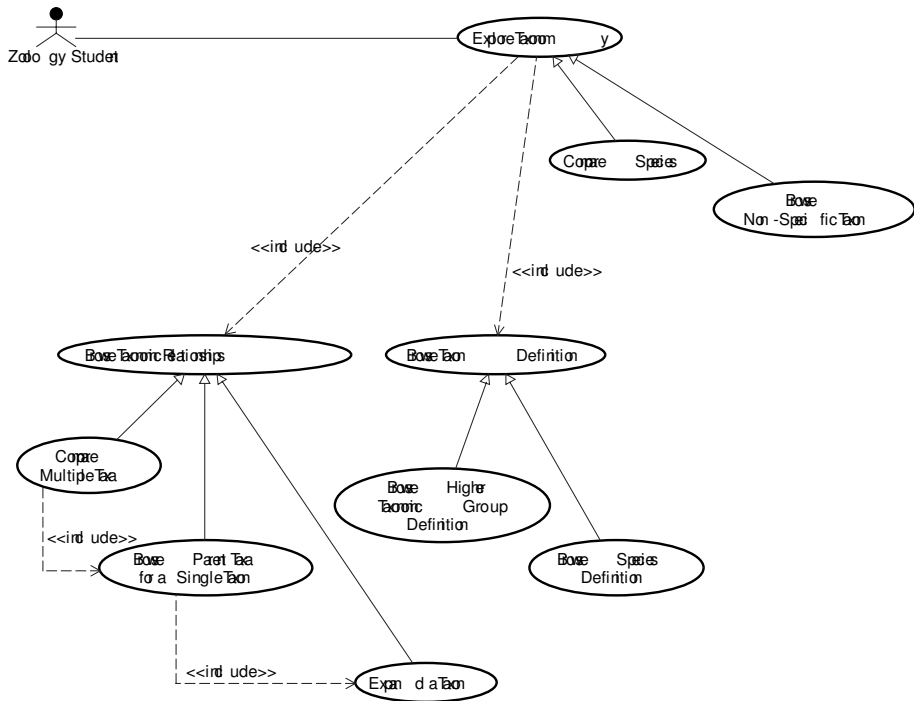 Zoology Student
Explore Taxonomy
Compare Species
Browse
Non-Specific Taxon
<<include>>
<<include>>
Browse Taxonomic Relationships
Browse Taxon Definition
Compare
Multiple Taxa
Browse Higher
Taxonomic Group
Definition
<<include>>
Browse Parent Taxa
for a Single Taxon
Browse Species
Definition
<<include>>
Expand a Taxon